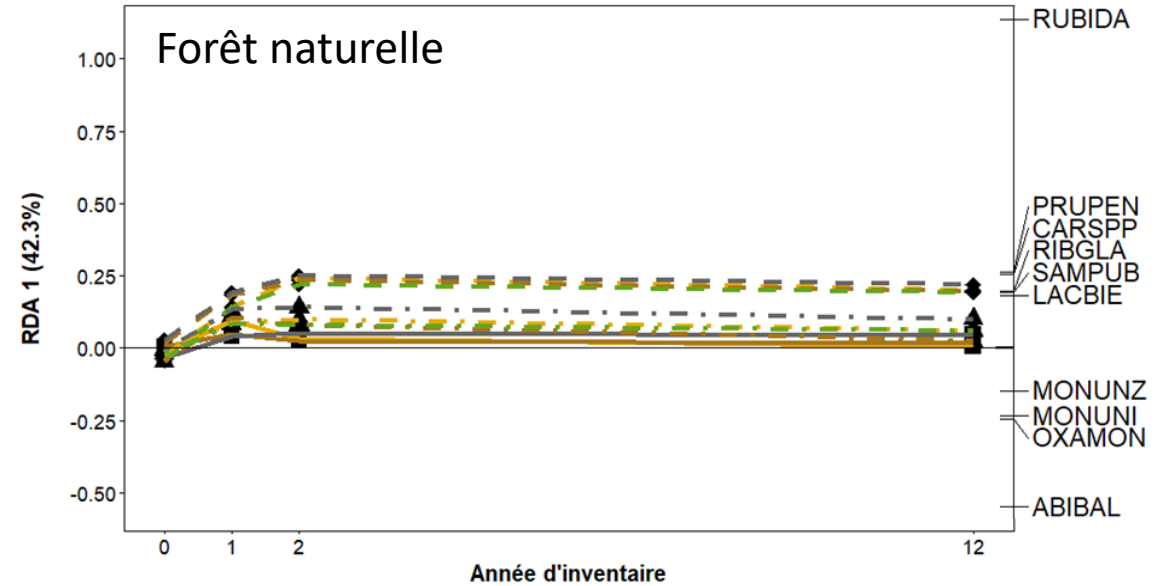 Forêt naturelle
RDA 1 (42.3%)
1.00
0.75
0.50
0.25
0.00
-0.25
-0.50
0
1
2
12
Année d'inventaire
RUBIDA
PRUPEN
CARSPP
RIBGLA
SAMPUB
LACBIE
MONUNZ
MONUNI
OXAMON
ABIBAL